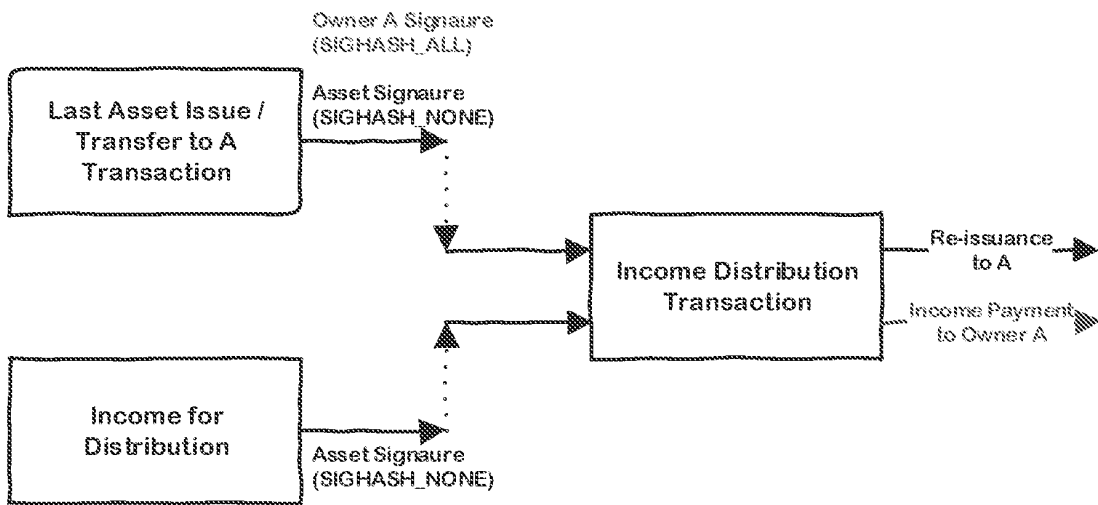 Owner A Signaure
(SIGHASH_ALL)
Last Asset Issue /
Transfer to A
Transaction
Asset Signaure
(SIGHASH_NONE)
Income Distribution
Transaction
Re-issuance
to A
Income Payment
to Owner A
Income for
Distribution
Asset Signaure
(SIGHASH_NONE)